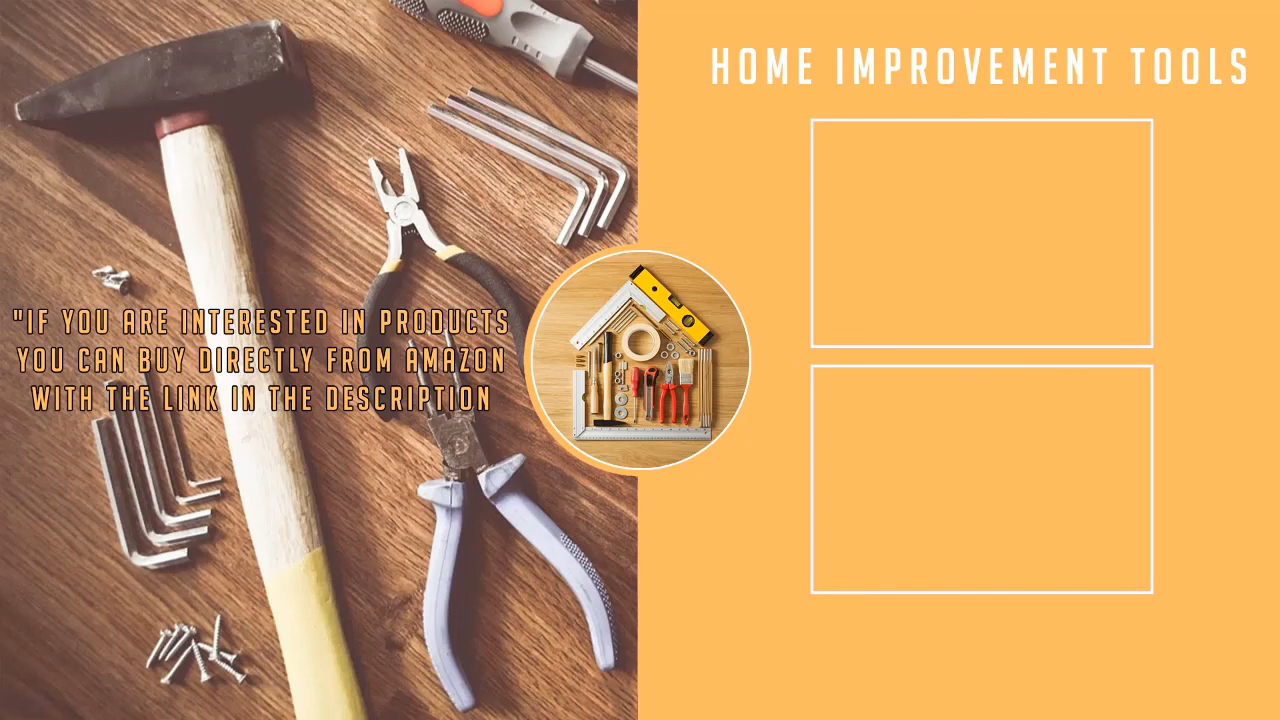 HOME IMPROVEMENT TOOLS
"IF YOU ARE INTERESTED IN PRODUCTS
YOU CAN BUY DIRECTLY FROM AMAZON
WITH THE LINK IN THE DESCRIPTION